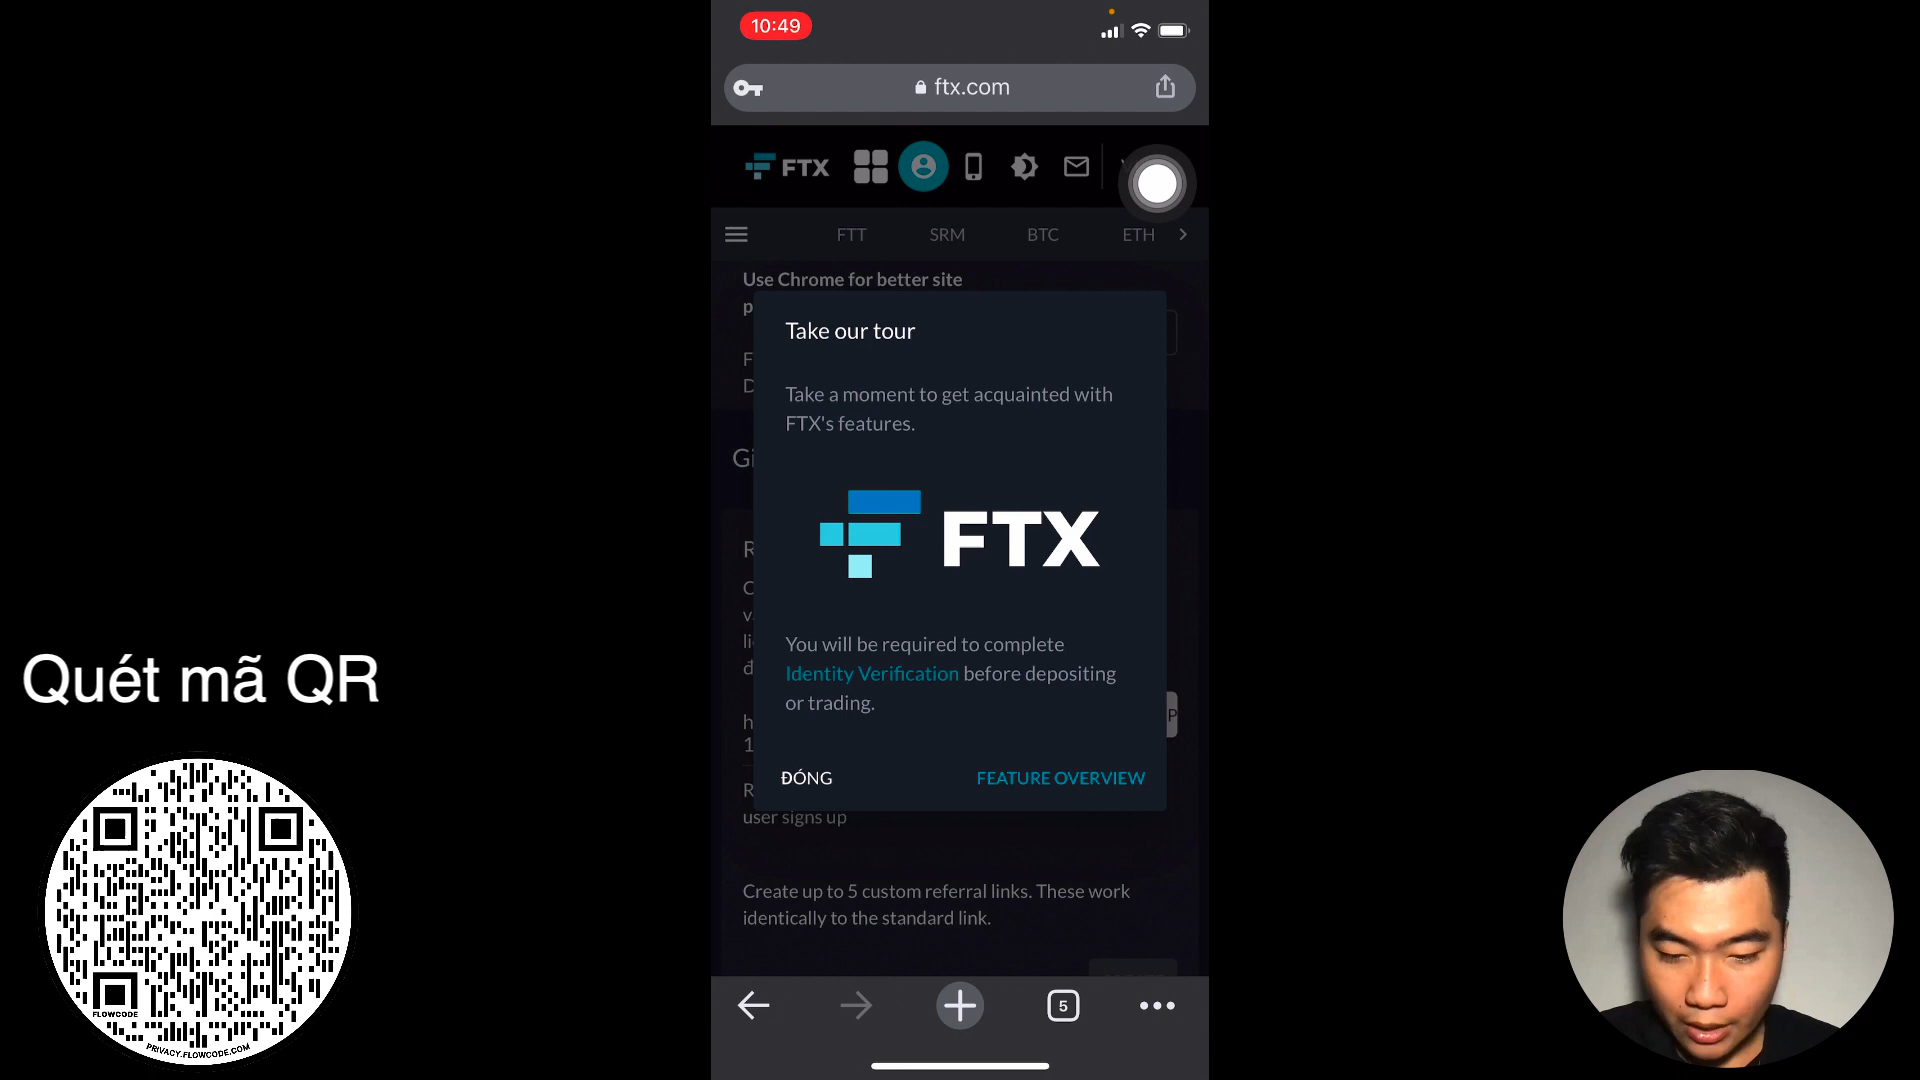 10:49
ftx.com
FTX
FTT SRM BTC ETH
Use Chrome for better site
p
Take our tour
F
D
Take a moment to get acquainted with
FTX's features.
Gi
FTX
R
C
v
li
đ
You will be required to complete
Identity Verification before depositing
or trading.
h
1
P
ĐÓNG
FEATURE OVERVIEW
R
user signs up
Create up to 5 custom referral links. These work
identically to the standard link.
5
Quét mã QR
FLOWCODE
PRIVACY.FLOWCODE.COM